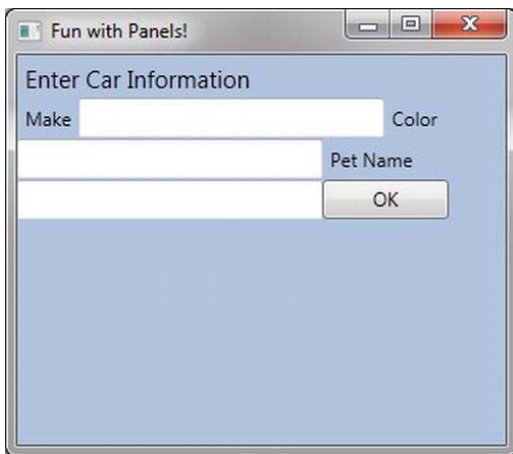 Fun with Panels!
Enter Car Information
Make
Color
Pet Name
OK